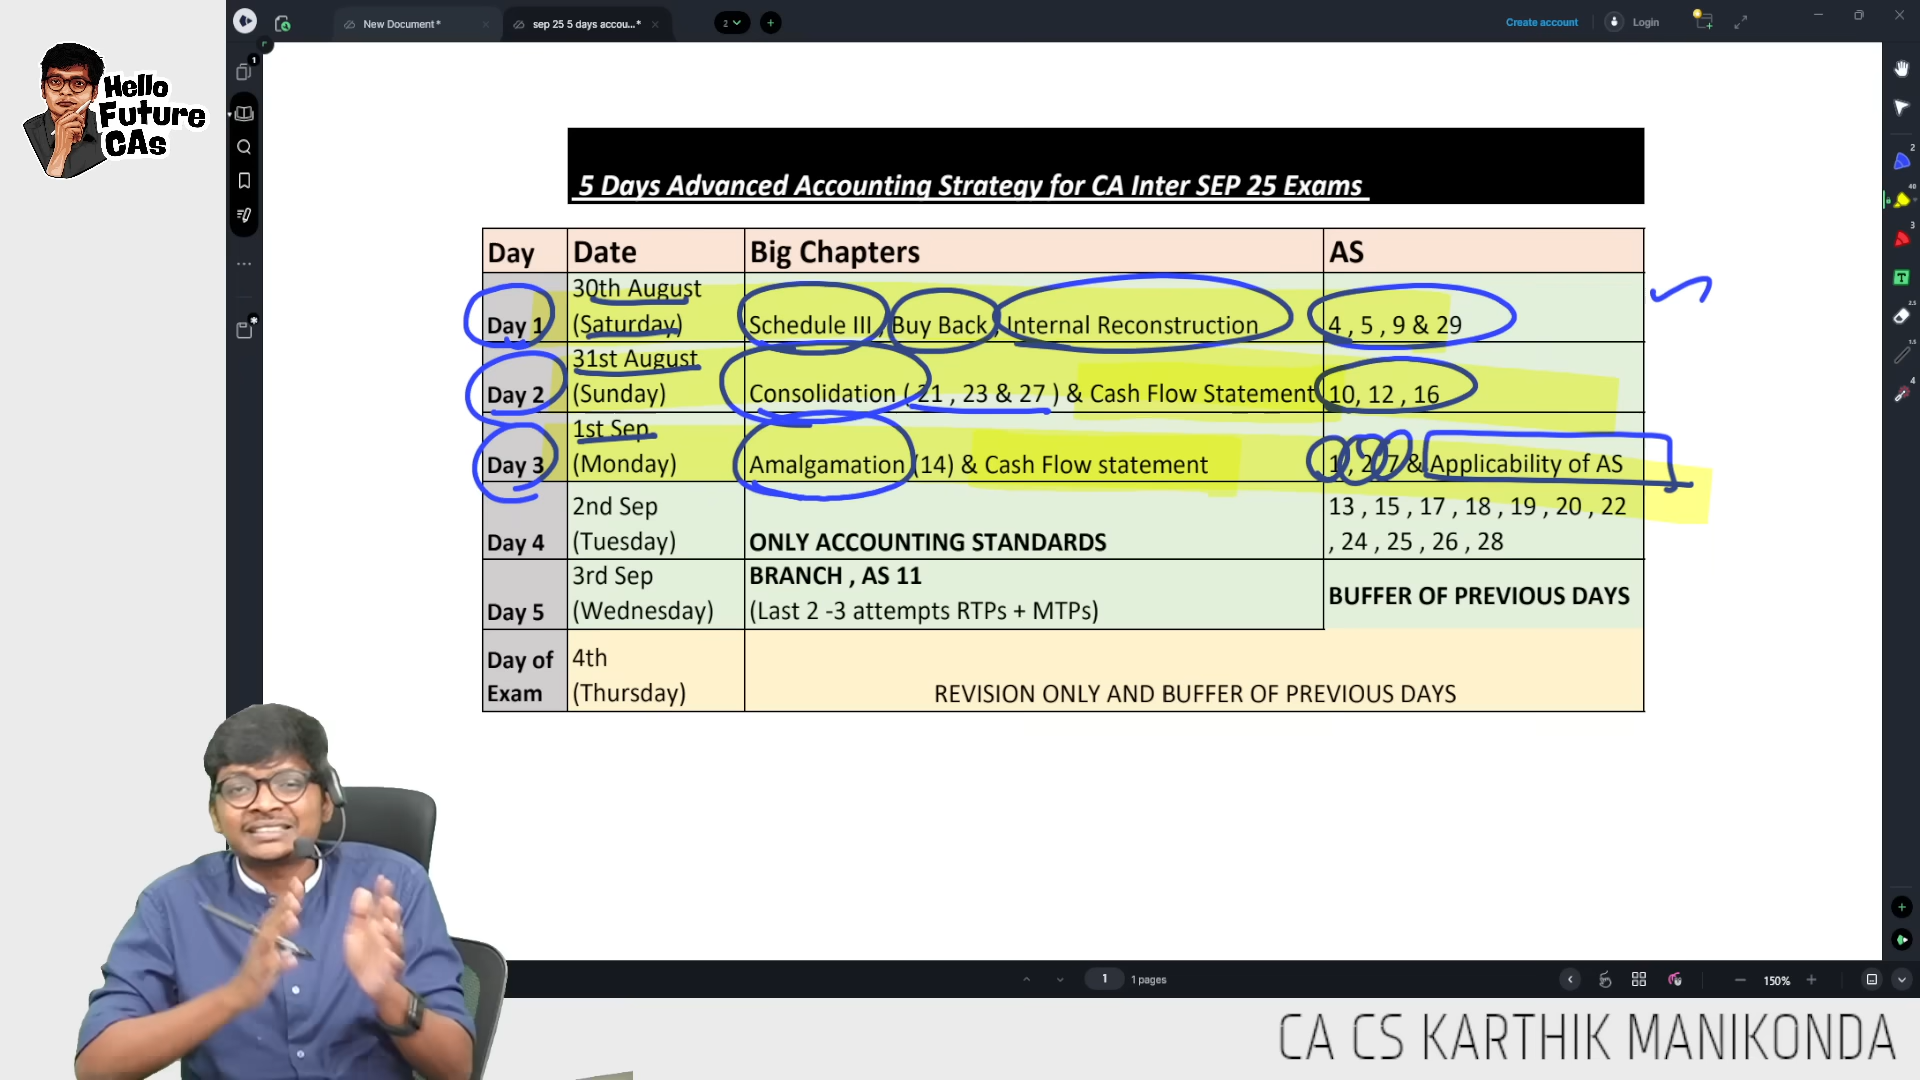 New Document*
sep 25 5 days accou...*
2
Create account
Login
Hello
Future
CAs
5 Days Advanced Accounting Strategy for CA Inter SEP 25 Exams
Day Date Big Chapters AS
Day 1 30th August (Saturday) Schedule III , Buy Back , Internal Reconstruction 4 , 5 , 9 & 29
Day 2 31st August (Sunday) Consolidation ( 21 , 23 & 27 ) & Cash Flow Statement 10, 12 , 16
Day 3 1st Sep (Monday) Amalgamation (14) & Cash Flow statement 1 , 2 , 7 & Applicability of AS
Day 4 2nd Sep (Tuesday) ONLY ACCOUNTING STANDARDS 13 , 15 , 17 , 18 , 19 , 20 , 22 , 24 , 25 , 26 , 28
Day 5 3rd Sep (Wednesday) BRANCH , AS 11 (Last 2 -3 attempts RTPs + MTPs) BUFFER OF PREVIOUS DAYS
Day of Exam 4th (Thursday) REVISION ONLY AND BUFFER OF PREVIOUS DAYS
1
1 pages
150%
CA CS KARTHIK MANIKONDA